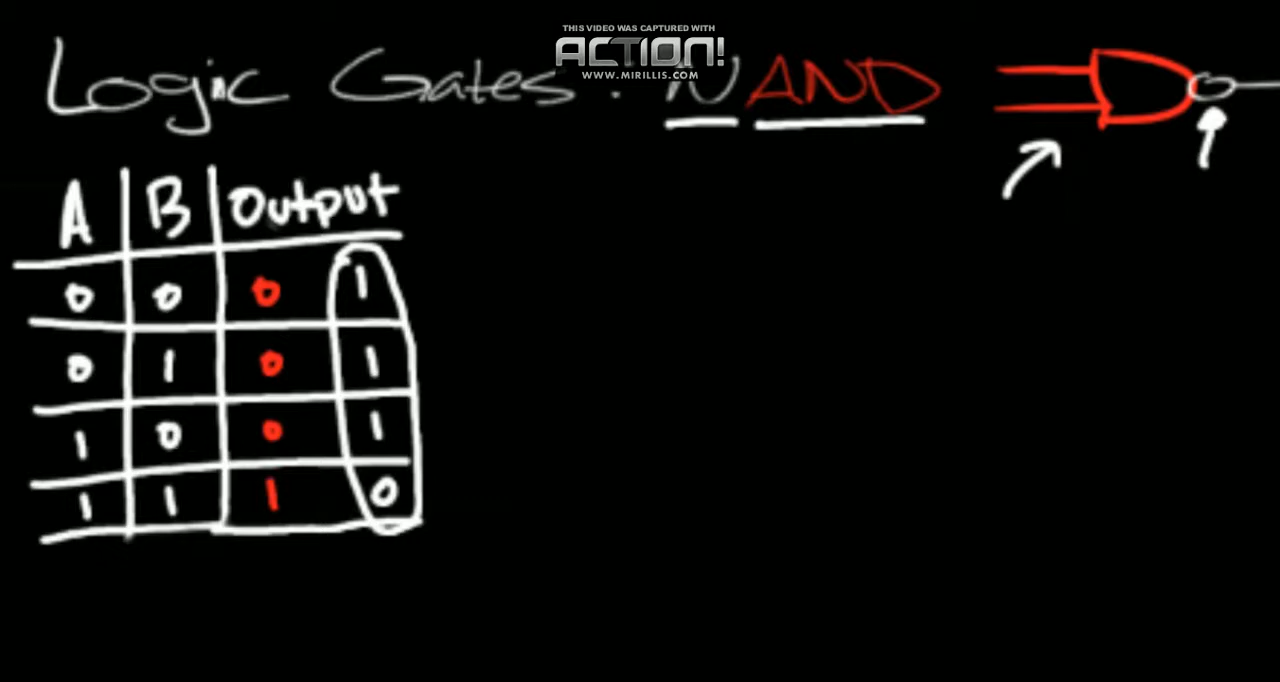 THIS VIDEO WAS CAPTURED WITH
ACTION!
WWW.MIRILLIS.COM
Logic Gates: NAND
A B Output
0 0 0 1
0 1 0 1
1 0 0 1
1 1 1 0